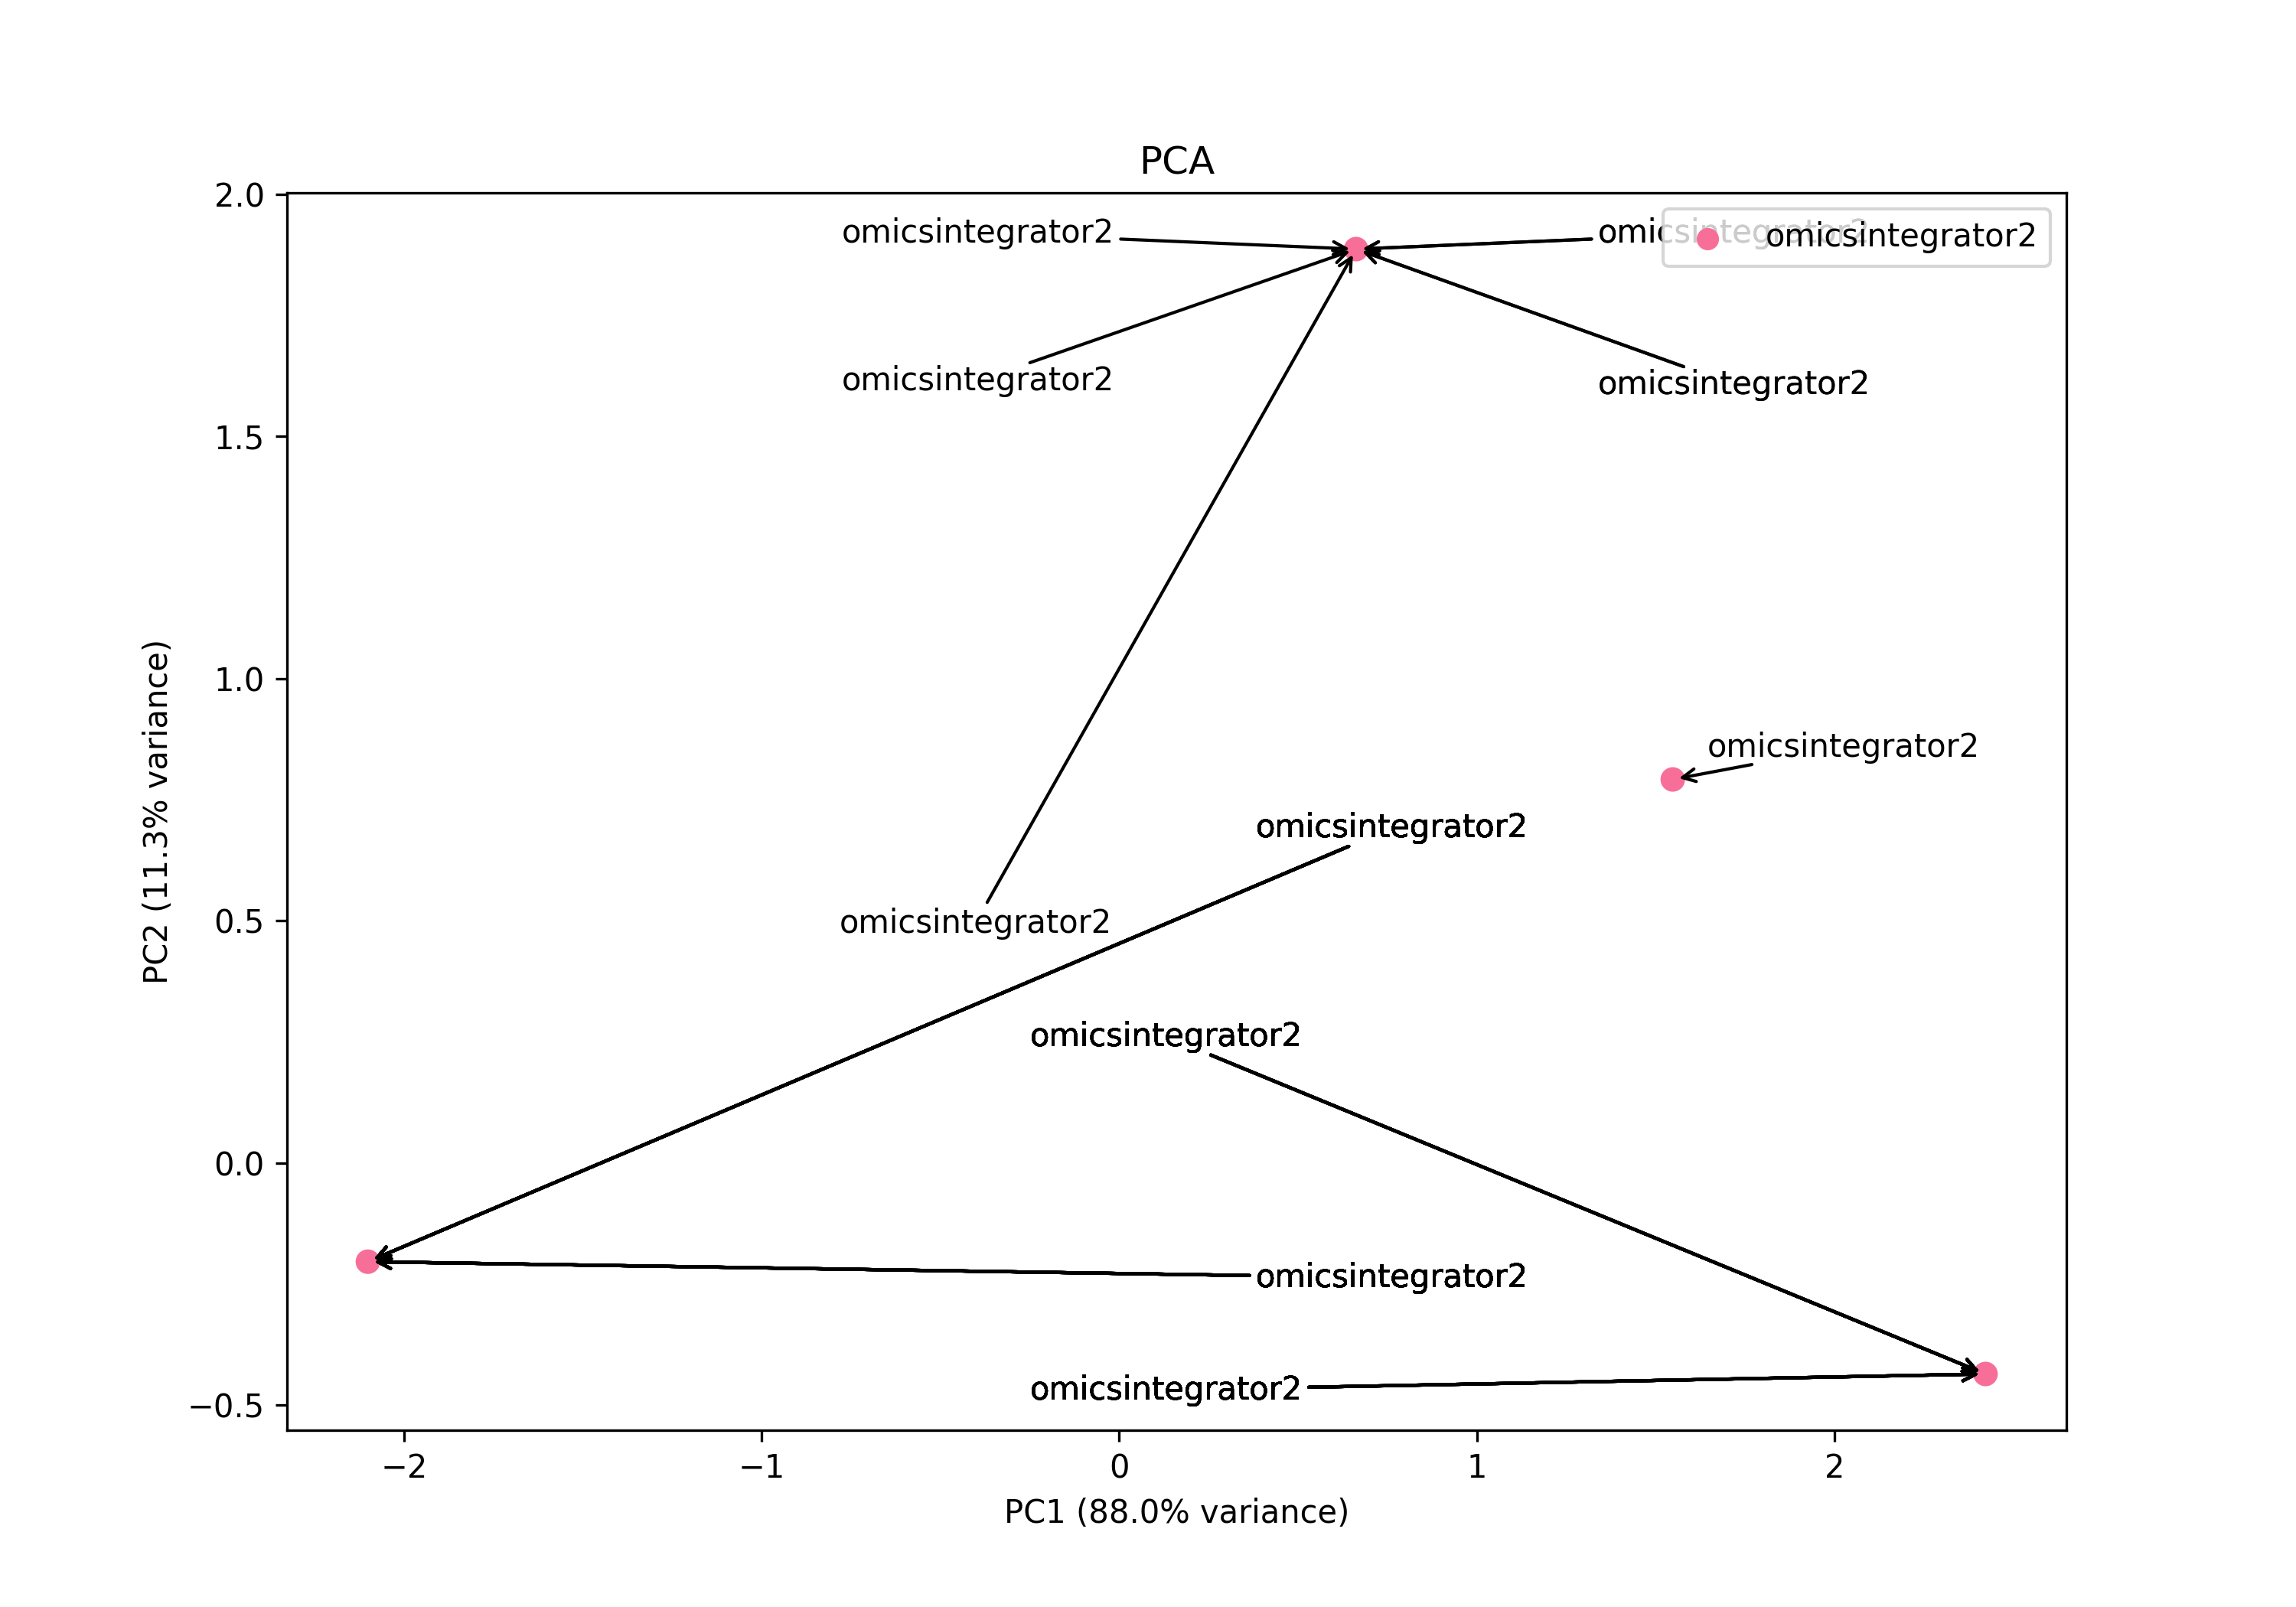 PCA
2.0
1.5
1.0
0.5
0.0
−0.5
PC2 (11.3% variance)
omicsintegrator2
omicsintegrator2
omicsintegrator2
omicsintegrator2
omicsintegrator2
omicsintegrator2
omicsintegrator2
omicsintegrator2
omicsintegrator2
omicsintegrator2
omicsintegrator2
−2
−1
0
1
2
PC1 (88.0% variance)